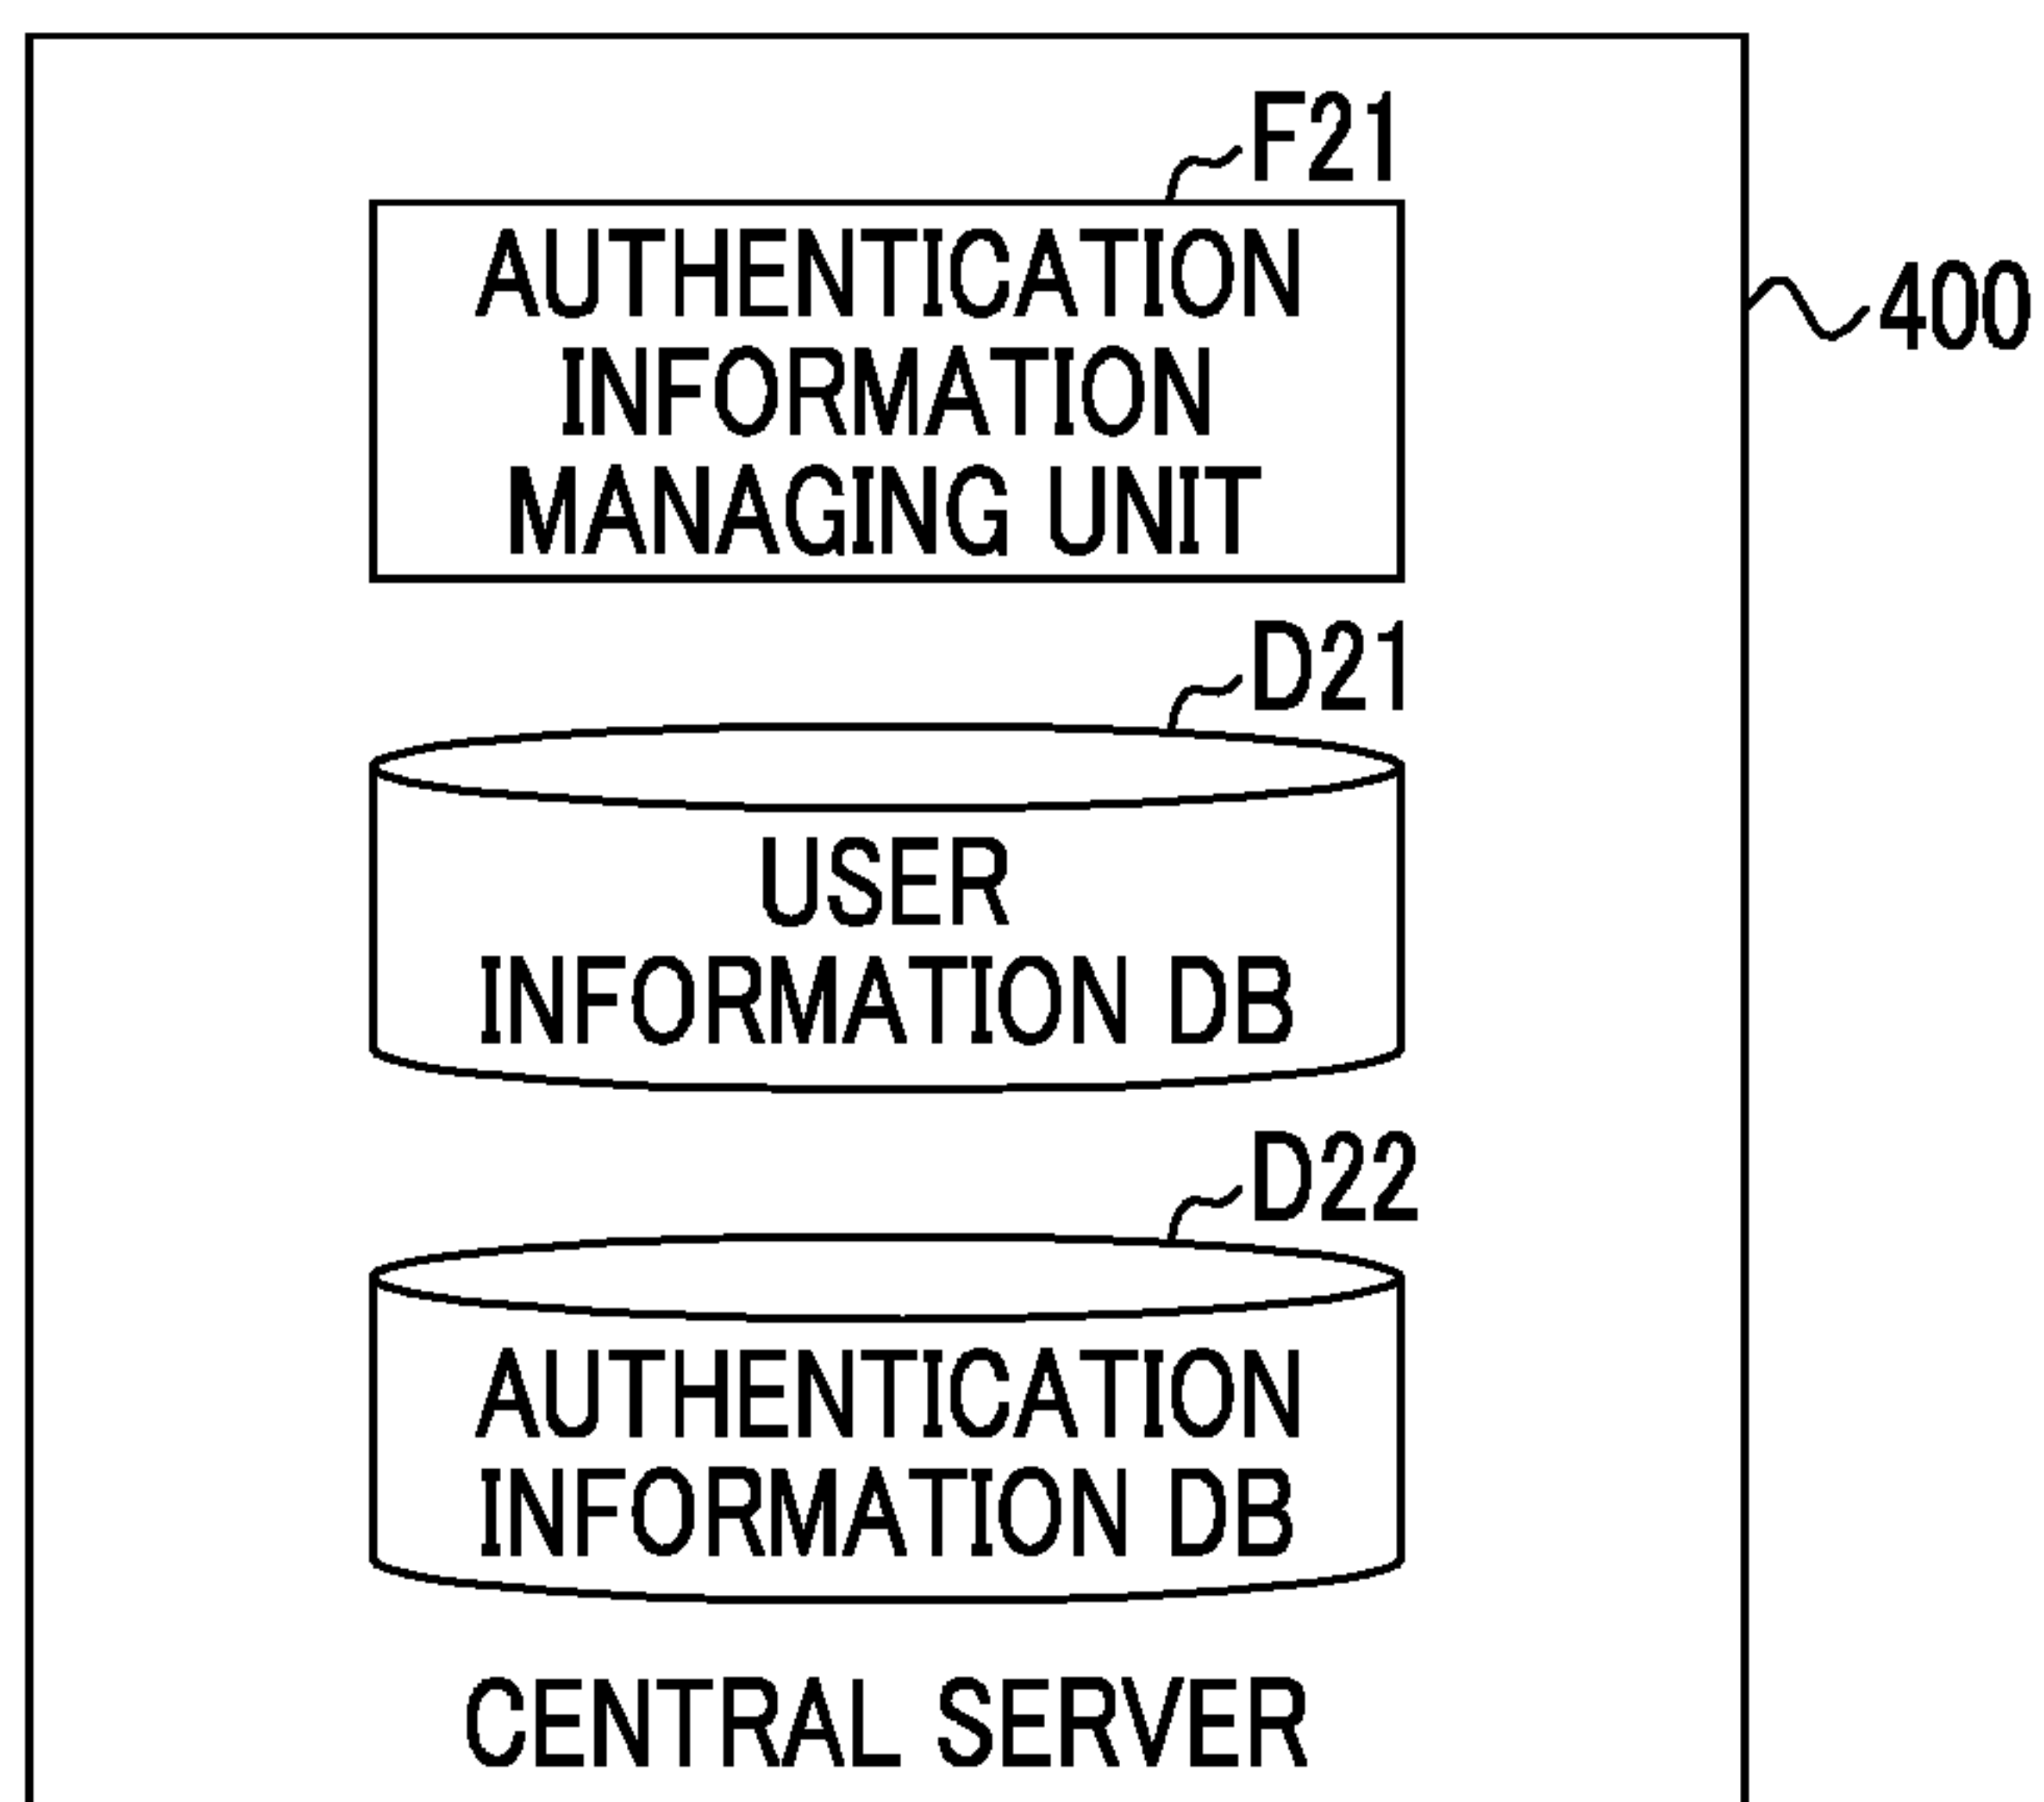 F21
AUTHENTICATION
INFORMATION
MANAGING UNIT
400
D21
USER
INFORMATION DB
D22
AUTHENTICATION
INFORMATION DB
CENTRAL SERVER